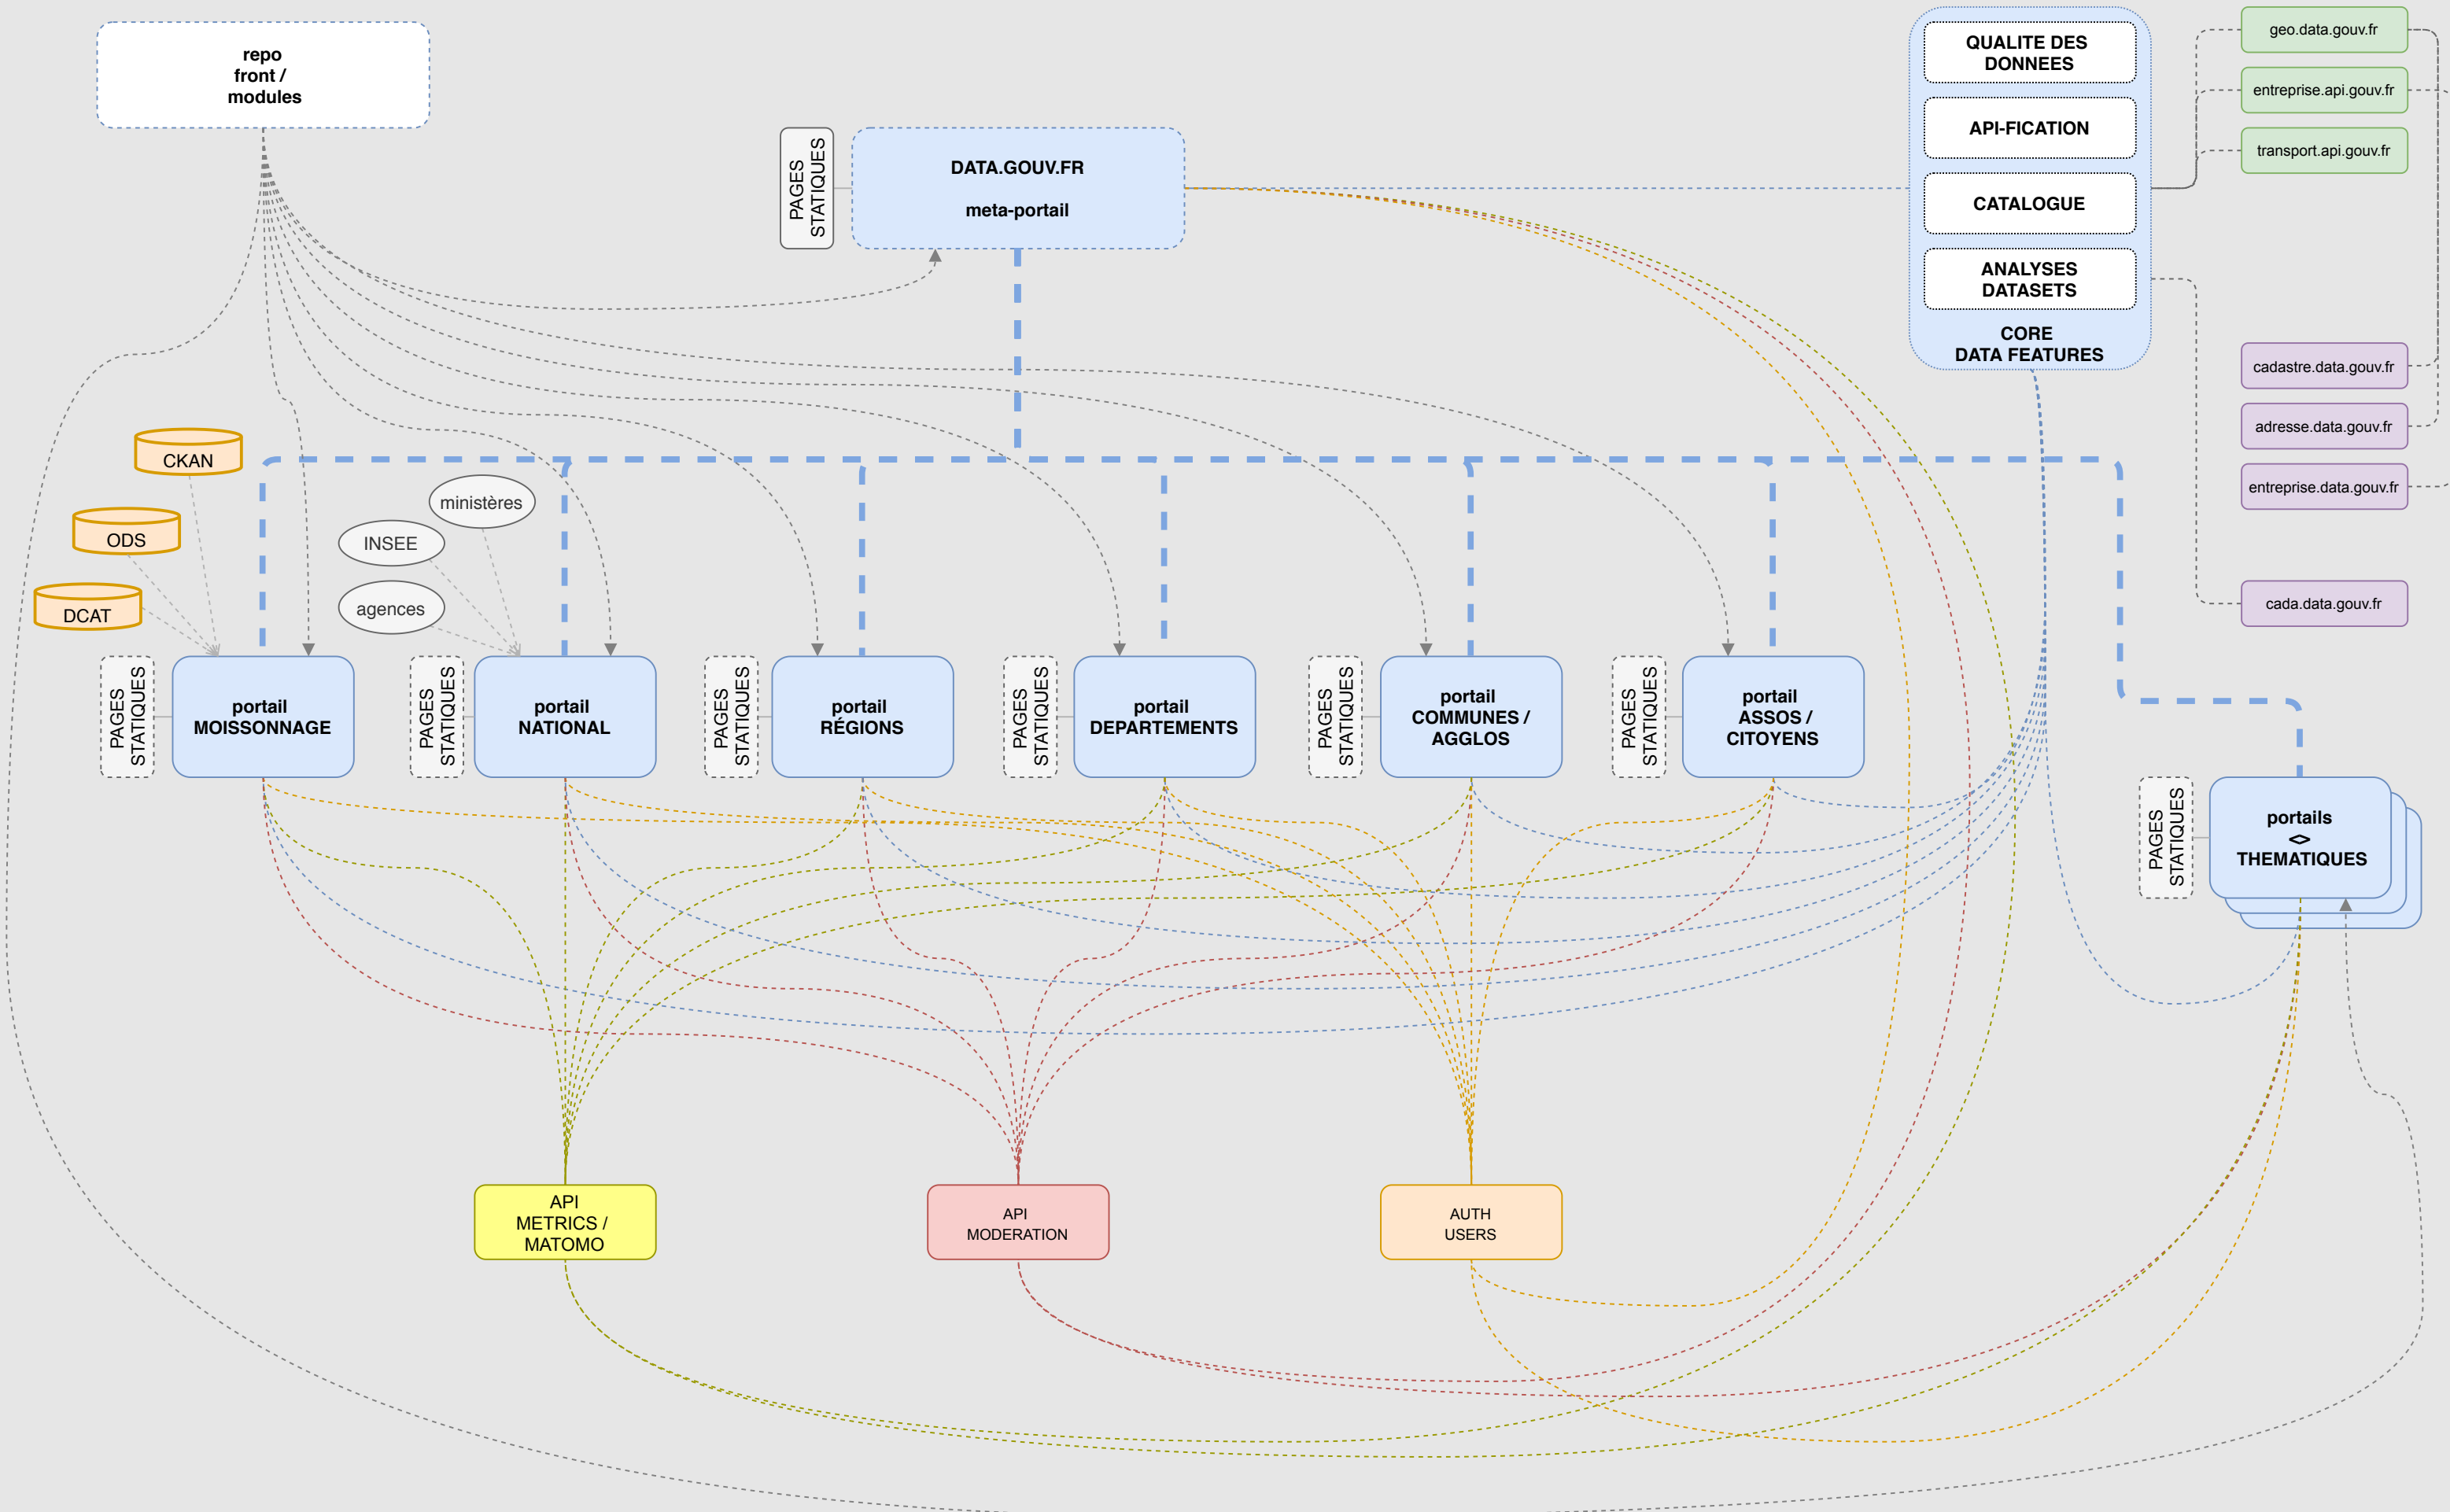 repo
front /
modules
PAGES
STATIQUES
DATA.GOUV.FR
meta-portail
QUALITE DES
DONNEES
API-FICATION
CATALOGUE
ANALYSES
DATASETS
CORE
DATA FEATURES
geo.data.gouv.fr
entreprise.api.gouv.fr
transport.api.gouv.fr
cadastre.data.gouv.fr
adresse.data.gouv.fr
entreprise.data.gouv.fr
cada.data.gouv.fr
CKAN
ODS
DCAT
ministères
INSEE
agences
PAGES
STATIQUES
portail
MOISSONNAGE
PAGES
STATIQUES
portail
NATIONAL
PAGES
STATIQUES
portail
RÉGIONS
PAGES
STATIQUES
portail
DEPARTEMENTS
PAGES
STATIQUES
portail
COMMUNES /
AGGLOS
PAGES
STATIQUES
portail
ASSOS /
CITOYENS
PAGES
STATIQUES
portails
<>
THEMATIQUES
API
METRICS /
MATOMO
API
MODERATION
AUTH
USERS